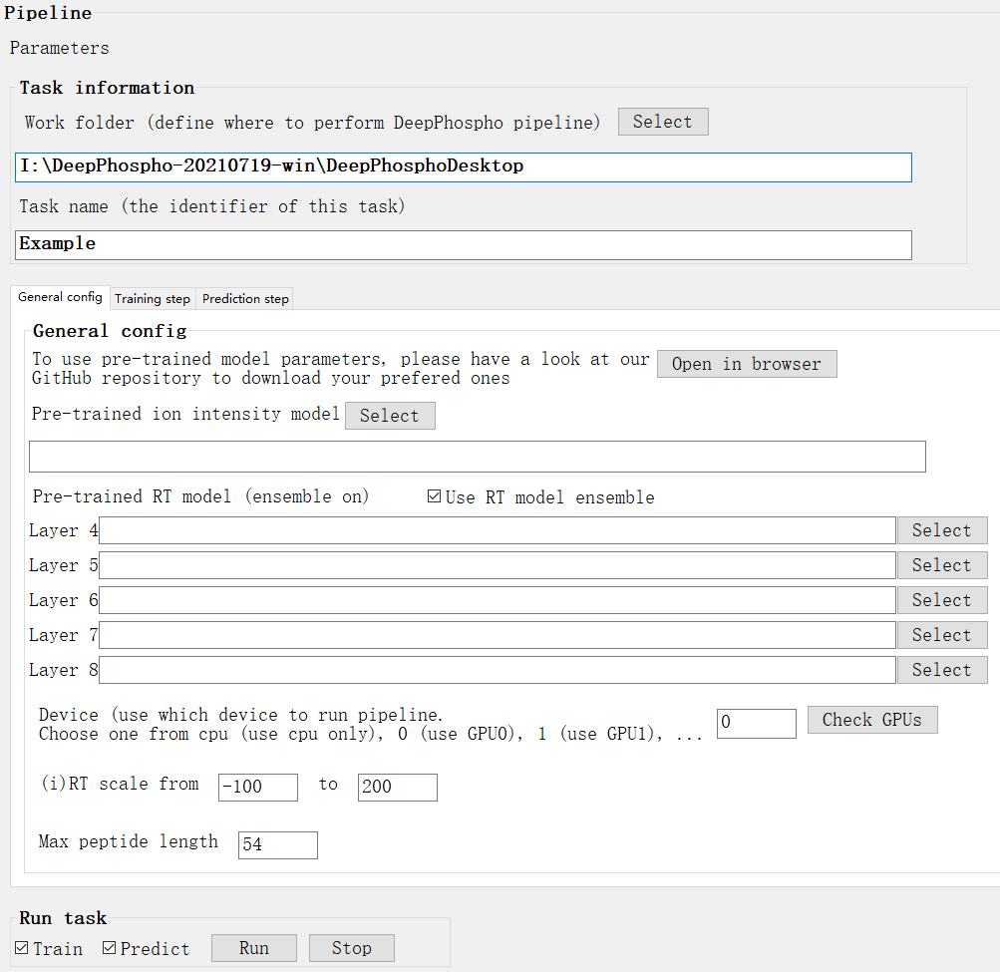 Pipeline
Parameters
Task information
Work folder (define where to perform DeepPhospho pipeline) Select
I:\DeepPhospho-20210719-win\DeepPhosphoDesktop
Task name (the identifier of this task)
Example
General config Training step Prediction step
General config
To use pre-trained model parameters, please have a look at our
GitHub repository to download your prefered ones
Open in browser
Pre-trained ion intensity model Select
Pre-trained RT model (ensemble on) Use RT model ensemble
Layer 4 Select
Layer 5 Select
Layer 6 Select
Layer 7 Select
Layer 8 Select
Device (use which device to run pipeline.
Choose one from cpu (use cpu only), 0 (use GPU0), 1 (use GPU1), ...
0 Check GPUs
(i)RT scale from -100 to 200
Max peptide length 54
Run task
Train Predict Run Stop